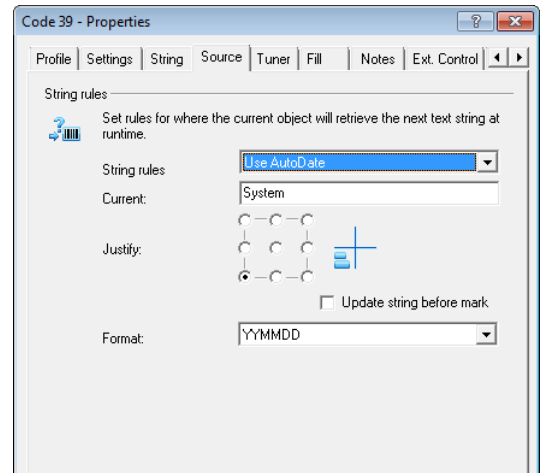 Code 39 - Properties
Profile Settings String Source Tuner Fill Notes Ext. Control
String rules
Set rules for where the current object will retrieve the next text string at
runtime.
String rules Use AutoDate
Current: System
Justify:
Update string before mark
Format: YYMMDD